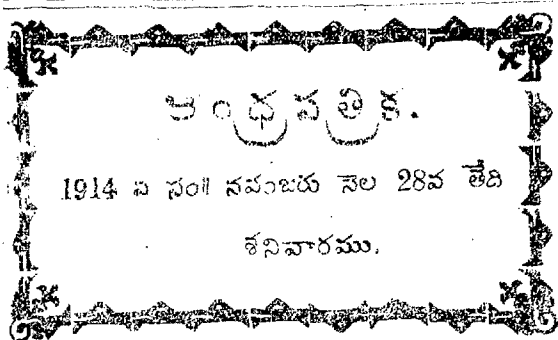 ఆంధ్రపత్రిక.
1914 వ సం॥ నవంబరు నెల 28వ తేది
శనివారము.